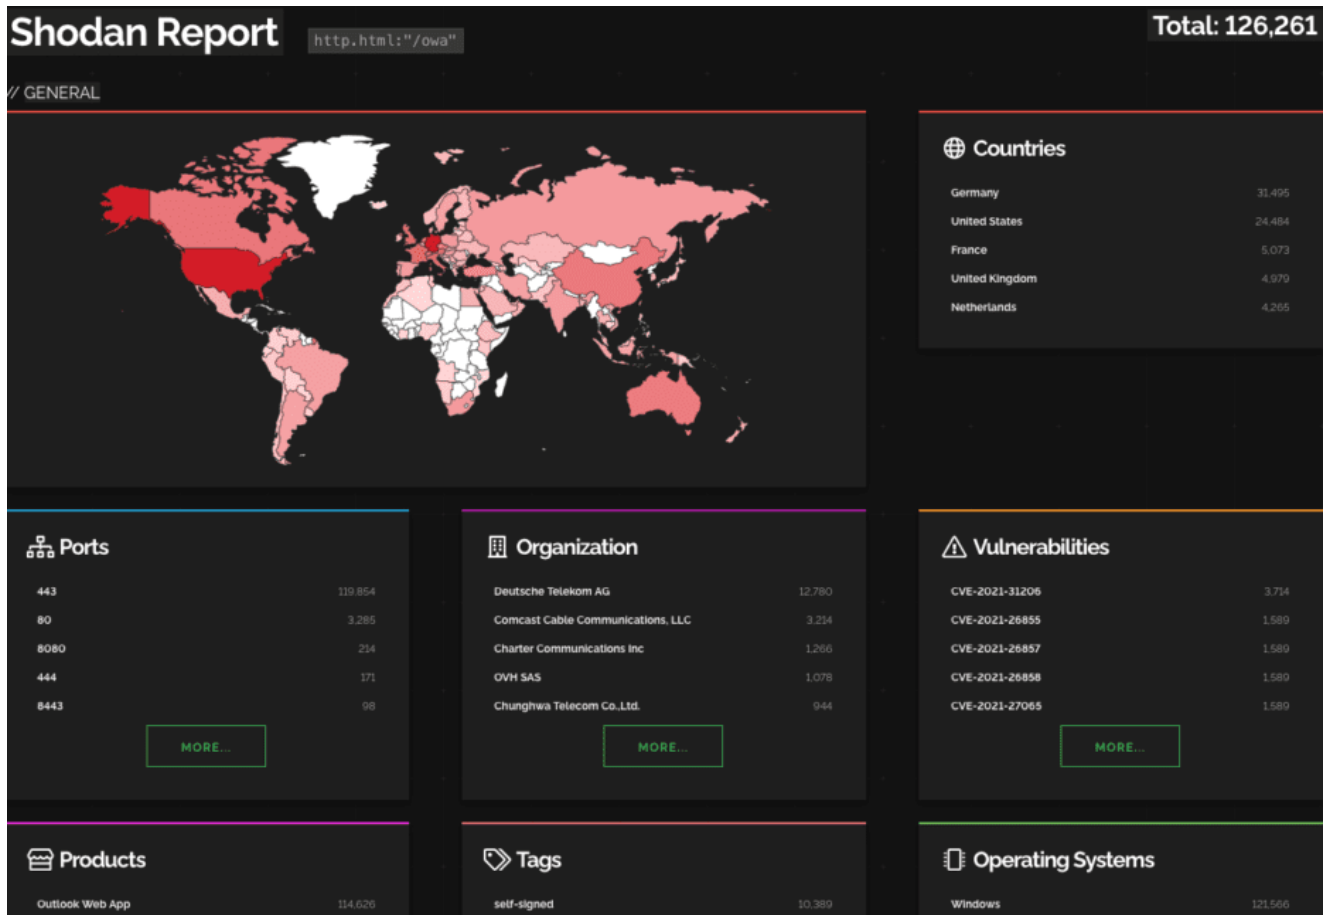 Shodan Report
http.html:"/owa"
Total: 126,261
// GENERAL
Countries
Germany 31,495
United States 24,484
France 5,073
United Kingdom 4,979
Netherlands 4,265
Ports
443 119,854
80 3,285
8080 214
444 171
8443 98
MORE...
Organization
Deutsche Telekom AG 12,780
Comcast Cable Communications, LLC 3,214
Charter Communications Inc 1,266
OVH SAS 1,078
Chunghwa Telecom Co.,Ltd. 944
MORE...
Vulnerabilities
CVE-2021-31206 3,714
CVE-2021-26855 1,589
CVE-2021-26857 1,589
CVE-2021-26858 1,589
CVE-2021-27065 1,589
MORE...
Products
Outlook Web App 114,626
Tags
self-signed 10,389
Operating Systems
Windows 121,566